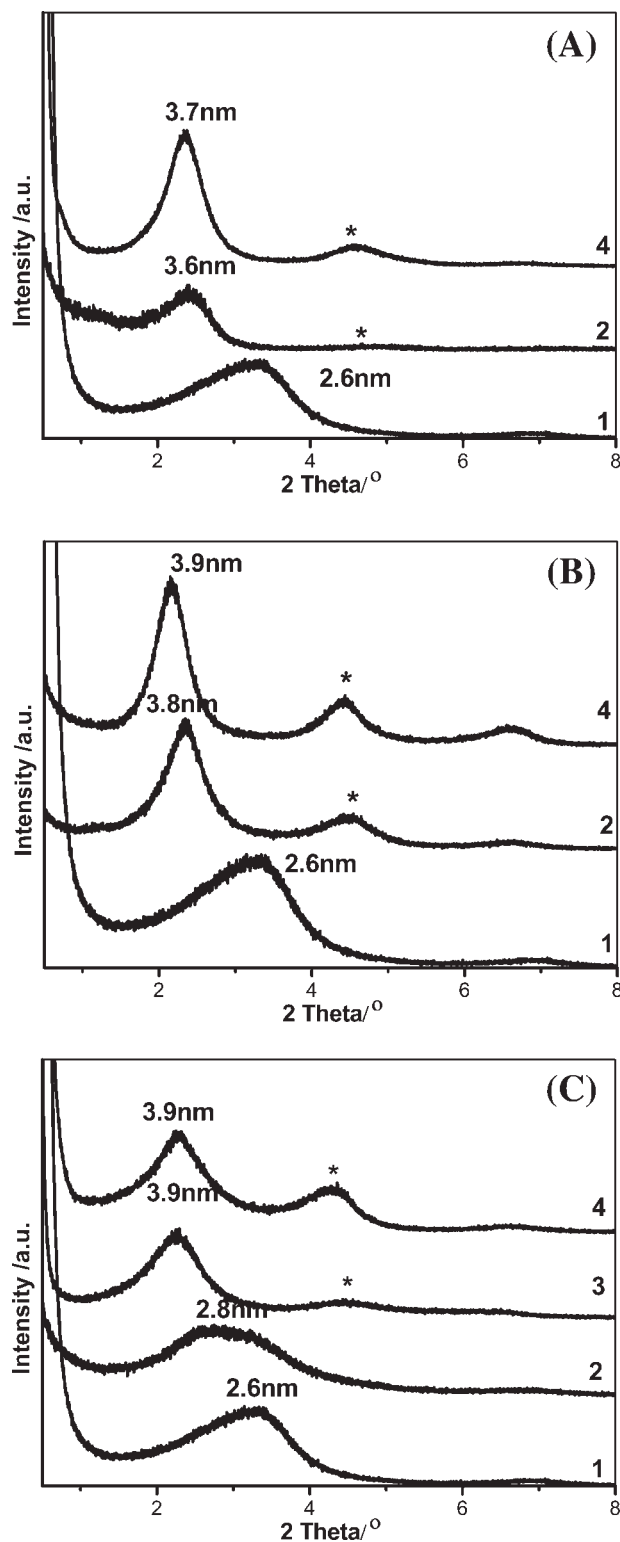 (A)
3.7nm
*
4
3.6nm
*
2
2.6nm
1
Intensity /a.u.
2 4 6 8
2 Theta/°
(B)
3.9nm
*
4
3.8nm
*
2
2.6nm
1
Intensity /a.u.
2 4 6 8
2 Theta/°
(C)
3.9nm
*
4
3.9nm
*
3
2.8nm
2
2.6nm
1
Intensity /a.u.
2 4 6 8
2 Theta/°